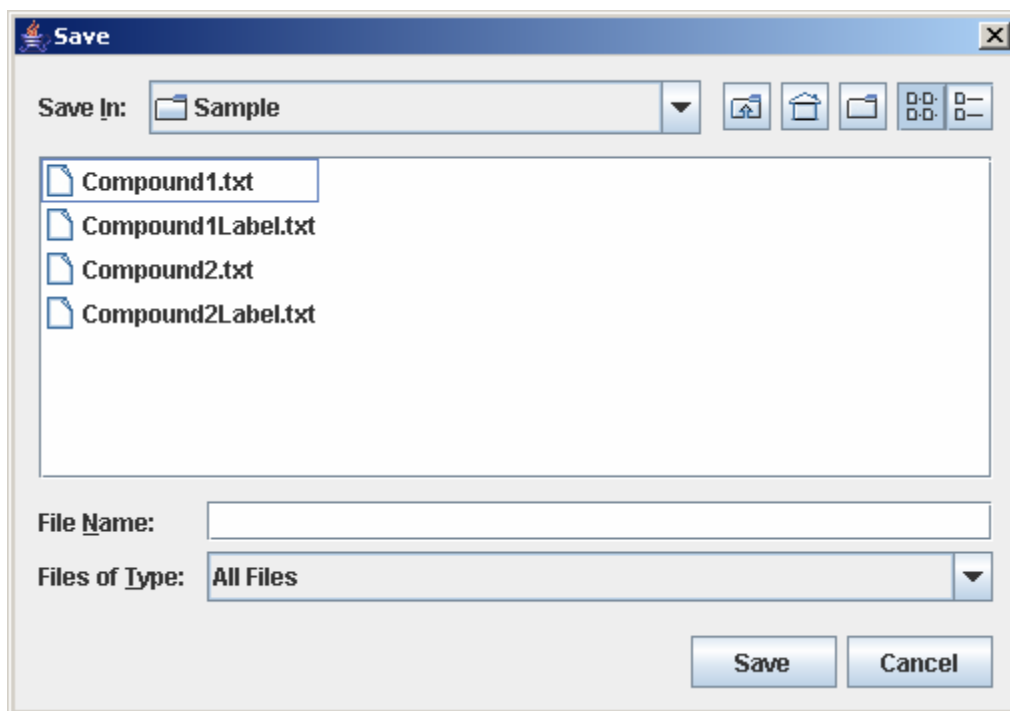 Save
Save In: Sample
Compound1.txt
Compound1Label.txt
Compound2.txt
Compound2Label.txt
File Name:
Files of Type: All Files
Save Cancel